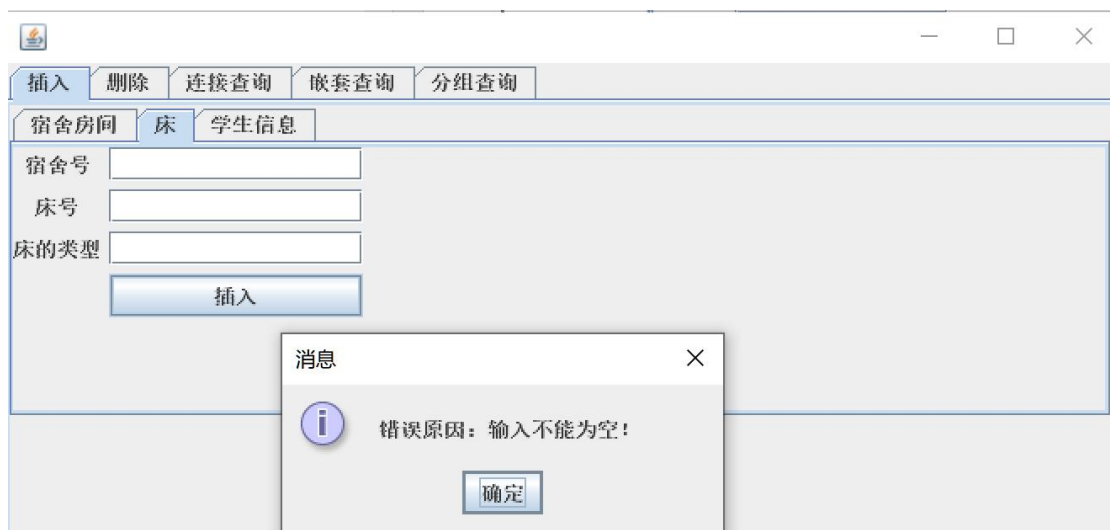 插入 删除 连接查询 嵌套查询 分组查询
宿舍房间 床 学生信息
宿舍号
床号
床的类型
插入
消息
错误原因：输入不能为空！
确定